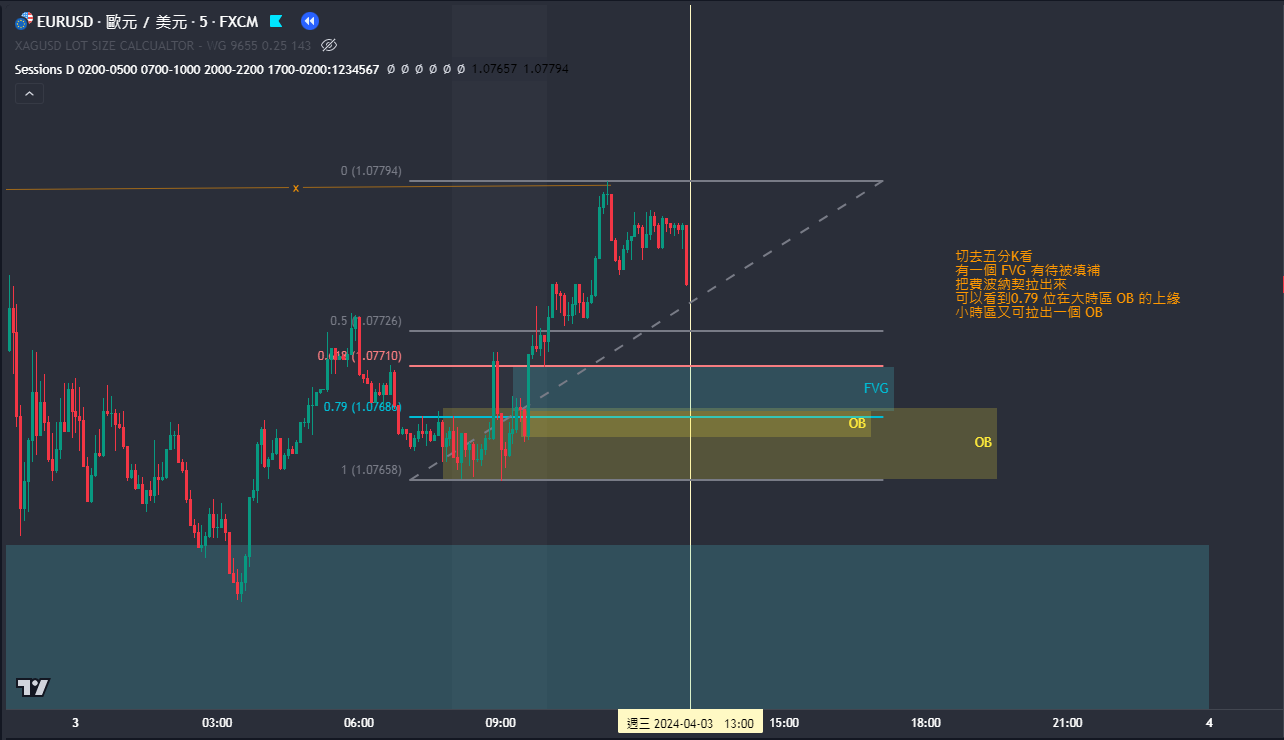 EURUSD · 歐元 / 美元 · 5 · FXCM
XAGUSD LOT SIZE CALCUALTOR - V/G 9655 0.25 143
Sessions D 0200-0500 0700-1000 2000-2200 1700-0200:1234567 Ø Ø Ø Ø Ø Ø 1.07657 1.07794
0 (1.07794)
x
切去五分K看
有一個 FVG 有待被填補
把費波納契拉出來
可以看到0.79 位在大時區 OB 的上緣
小時區又可拉出一個 OB
0.5 (1.07726)
0.618 (1.07710)
FVG
0.79 (1.07686)
OB
OB
1 (1.07658)
3 03:00 06:00 09:00 週三 2024-04-03 13:00 15:00 18:00 21:00 4